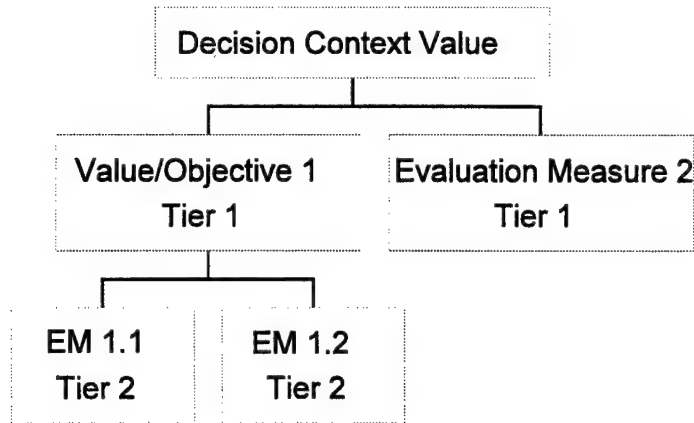 Decision Context Value
Value/Objective 1
Tier 1
Evaluation Measure 2
Tier 1
EM 1.1
Tier 2
EM 1.2
Tier 2